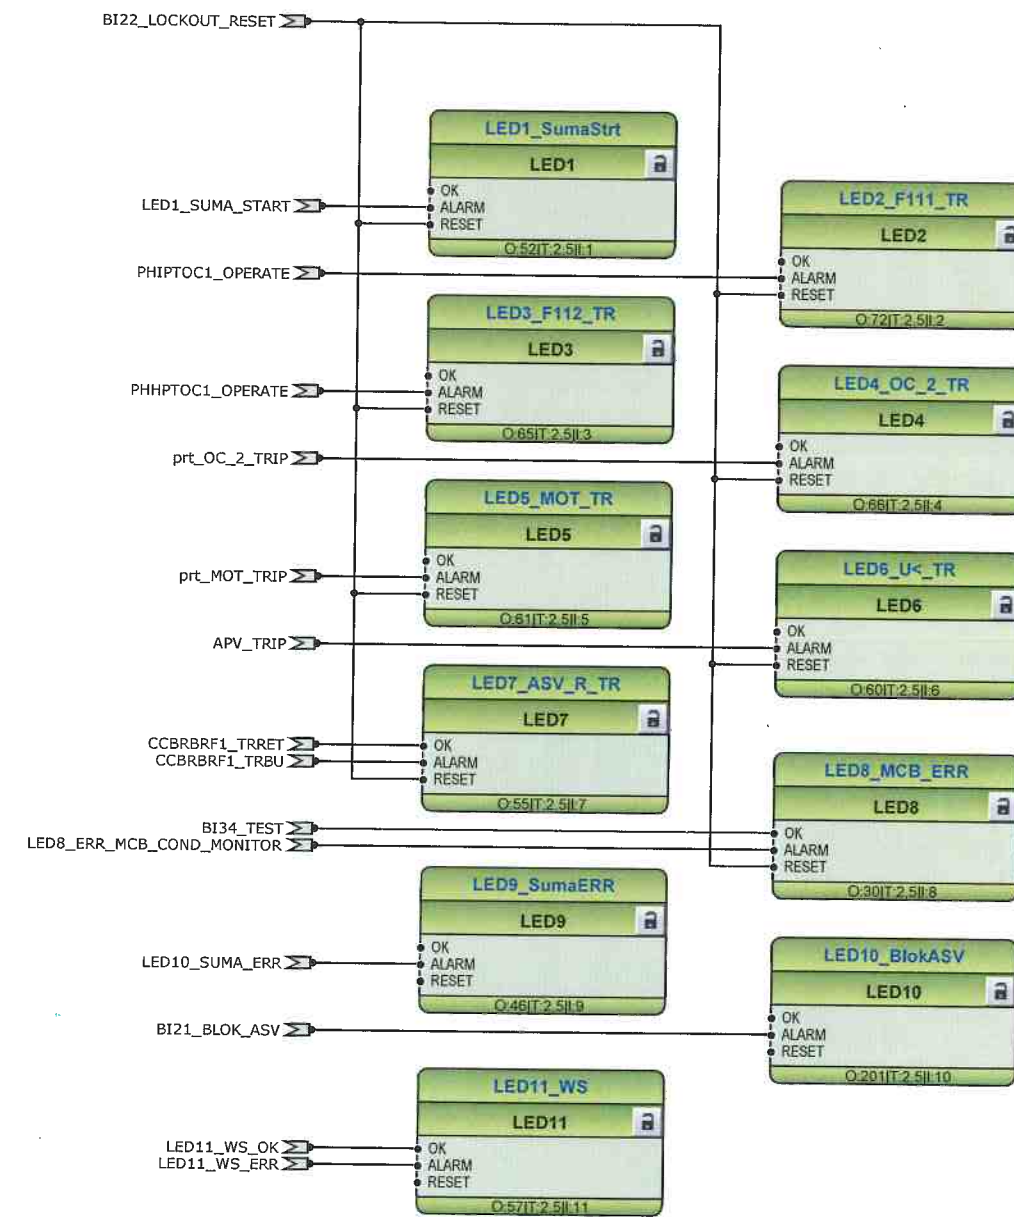 BI22_LOCKOUT_RESET
LED1_SumaStrt
LED1
OK
LED1_SUMA_START
ALARM
RESET
O:52|T:2.5|I:1
LED2_F111_TR
LED2
OK
PHIPTOC1_OPERATE
ALARM
RESET
O:72|T:2.5|I:2
LED3_F112_TR
LED3
OK
PHHPTOC1_OPERATE
ALARM
RESET
O:65|T:2.5|I:3
LED4_OC_2_TR
LED4
OK
prt_OC_2_TRIP
ALARM
RESET
O:66|T:2.5|I:4
LED5_MOT_TR
LED5
OK
prt_MOT_TRIP
ALARM
RESET
O:61|T:2.5|I:5
LED6_U<_TR
LED6
OK
APV_TRIP
ALARM
RESET
O:60|T:2.5|I:6
LED7_ASV_R_TR
LED7
CCBRBRF1_TRRET
OK
CCBRBRF1_TRBU
ALARM
RESET
O:55|T:2.5|I:7
LED8_MCB_ERR
LED8
BI34_TEST
OK
LED8_ERR_MCB_COND_MONITOR
ALARM
RESET
O:30|T:2.5|I:8
LED9_SumaERR
LED9
OK
LED10_SUMA_ERR
ALARM
RESET
O:46|T:2.5|I:9
LED10_BlokASV
LED10
OK
BI21_BLOK_ASV
ALARM
RESET
O:201|T:2.5|I:10
LED11_WS
LED11
LED11_WS_OK
OK
LED11_WS_ERR
ALARM
RESET
O:57|T:2.5|I:11